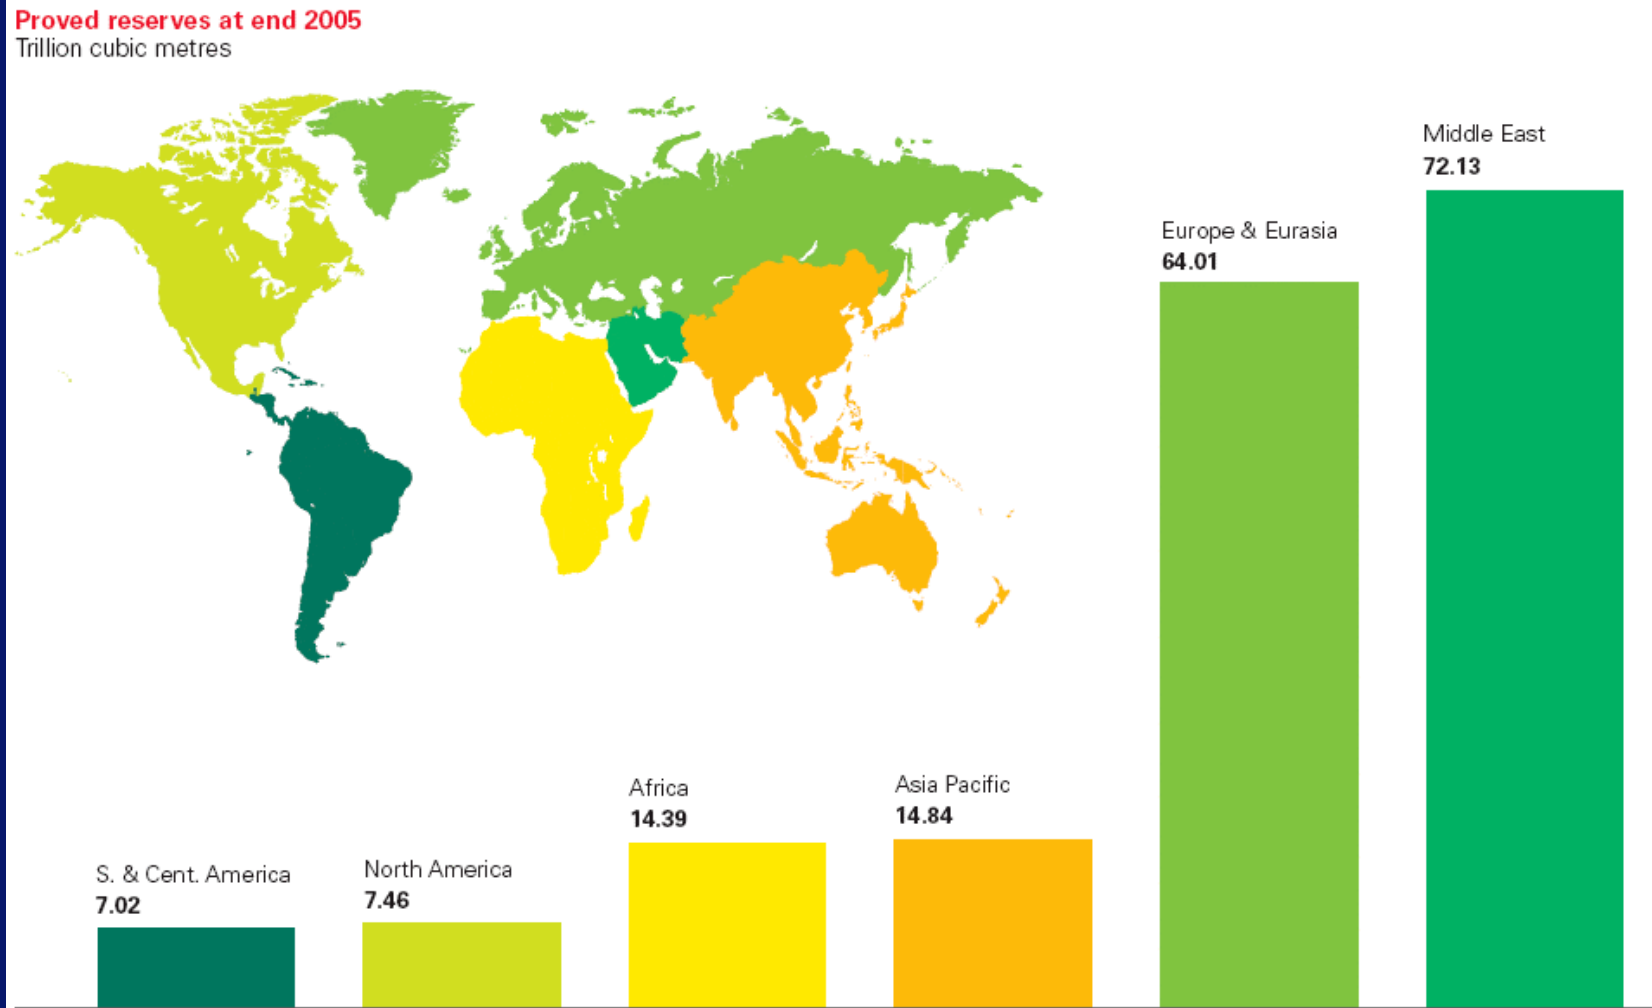 Proved reserves at end 2005
Trillion cubic metres
Middle East
72.13
Europe & Eurasia
64.01
Africa
14.39
Asia Pacific
14.84
S. & Cent. America
7.02
North America
7.46